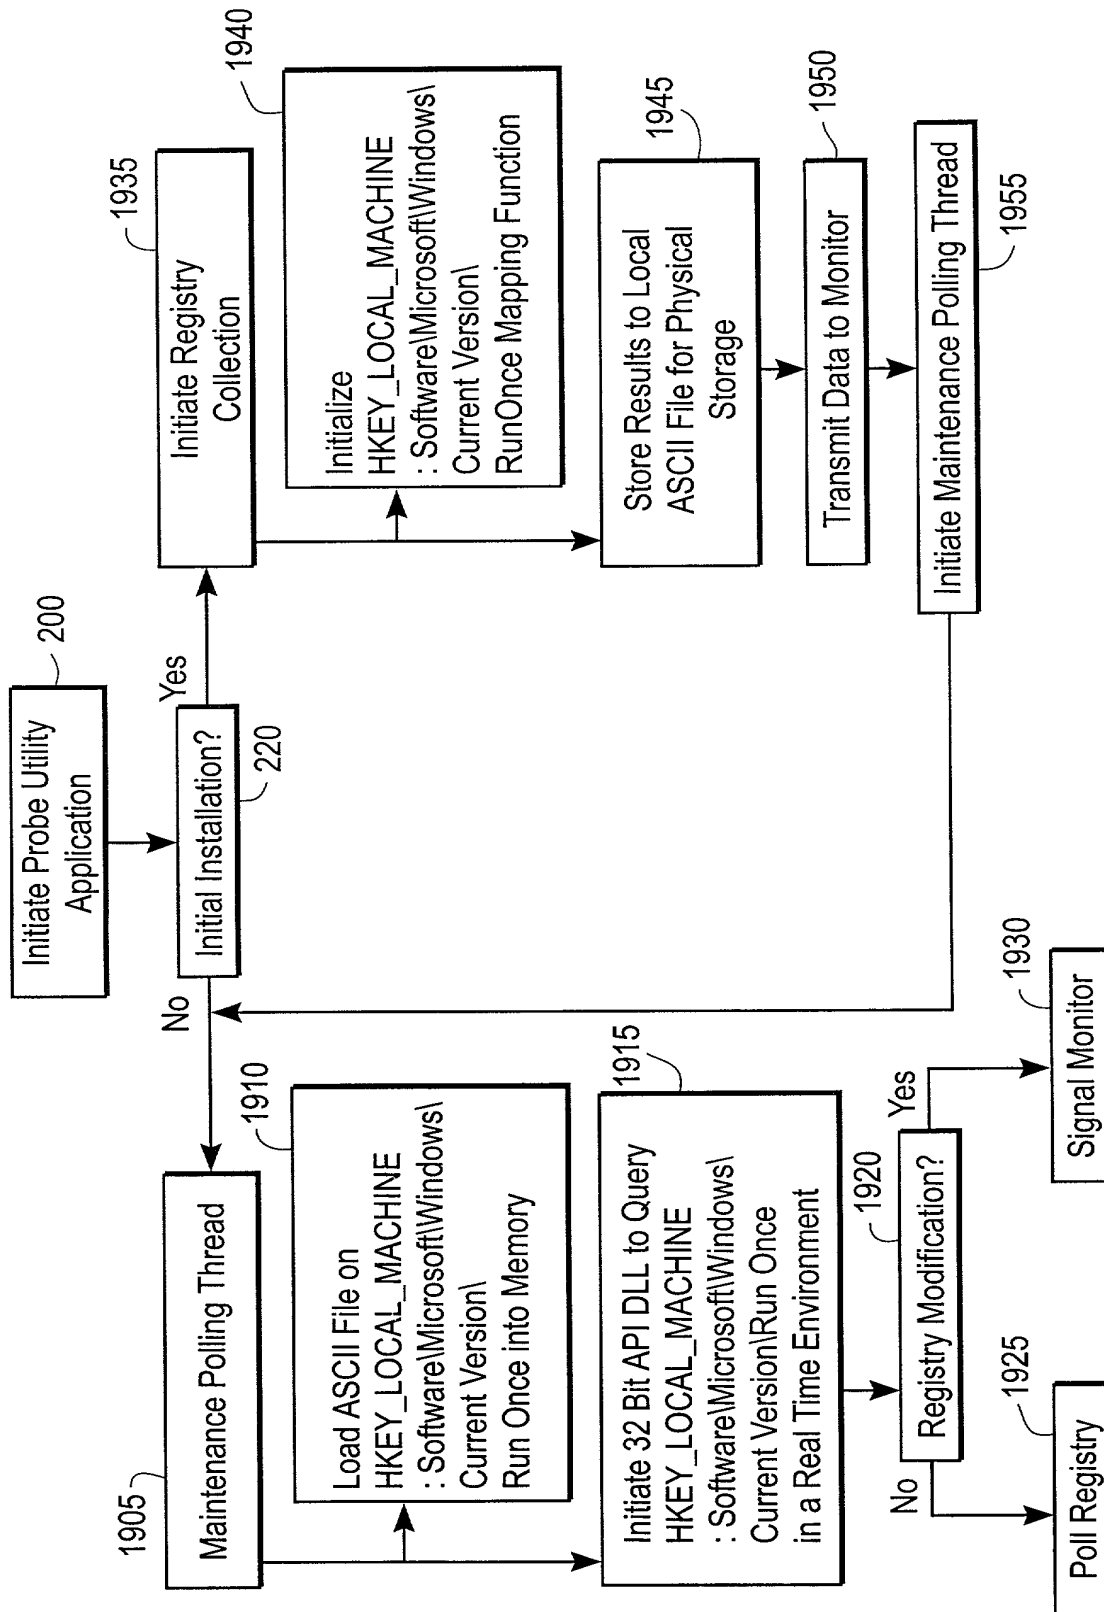 Initiate Probe Utility
Application
200
Initial Installation?
220
No
Yes
Maintenance Polling Thread
1905
Load ASCII File on
HKEY_LOCAL_MACHINE
: Software\Microsoft\Windows\
Current Version\
Run Once into Memory
1910
Initiate 32 Bit API DLL to Query
HKEY_LOCAL_MACHINE
: Software\Microsoft\Windows\
Current Version\Run Once
in a Real Time Environment
1915
Registry Modification?
1920
No
Yes
Poll Registry
1925
Signal Monitor
1930
Initiate Registry
Collection
1935
Initialize
HKEY_LOCAL_MACHINE
: Software\Microsoft\Windows\
Current Version\
RunOnce Mapping Function
1940
Store Results to Local
ASCII File for Physical
Storage
1945
Transmit Data to Monitor
1950
Initiate Maintenance Polling Thread
1955